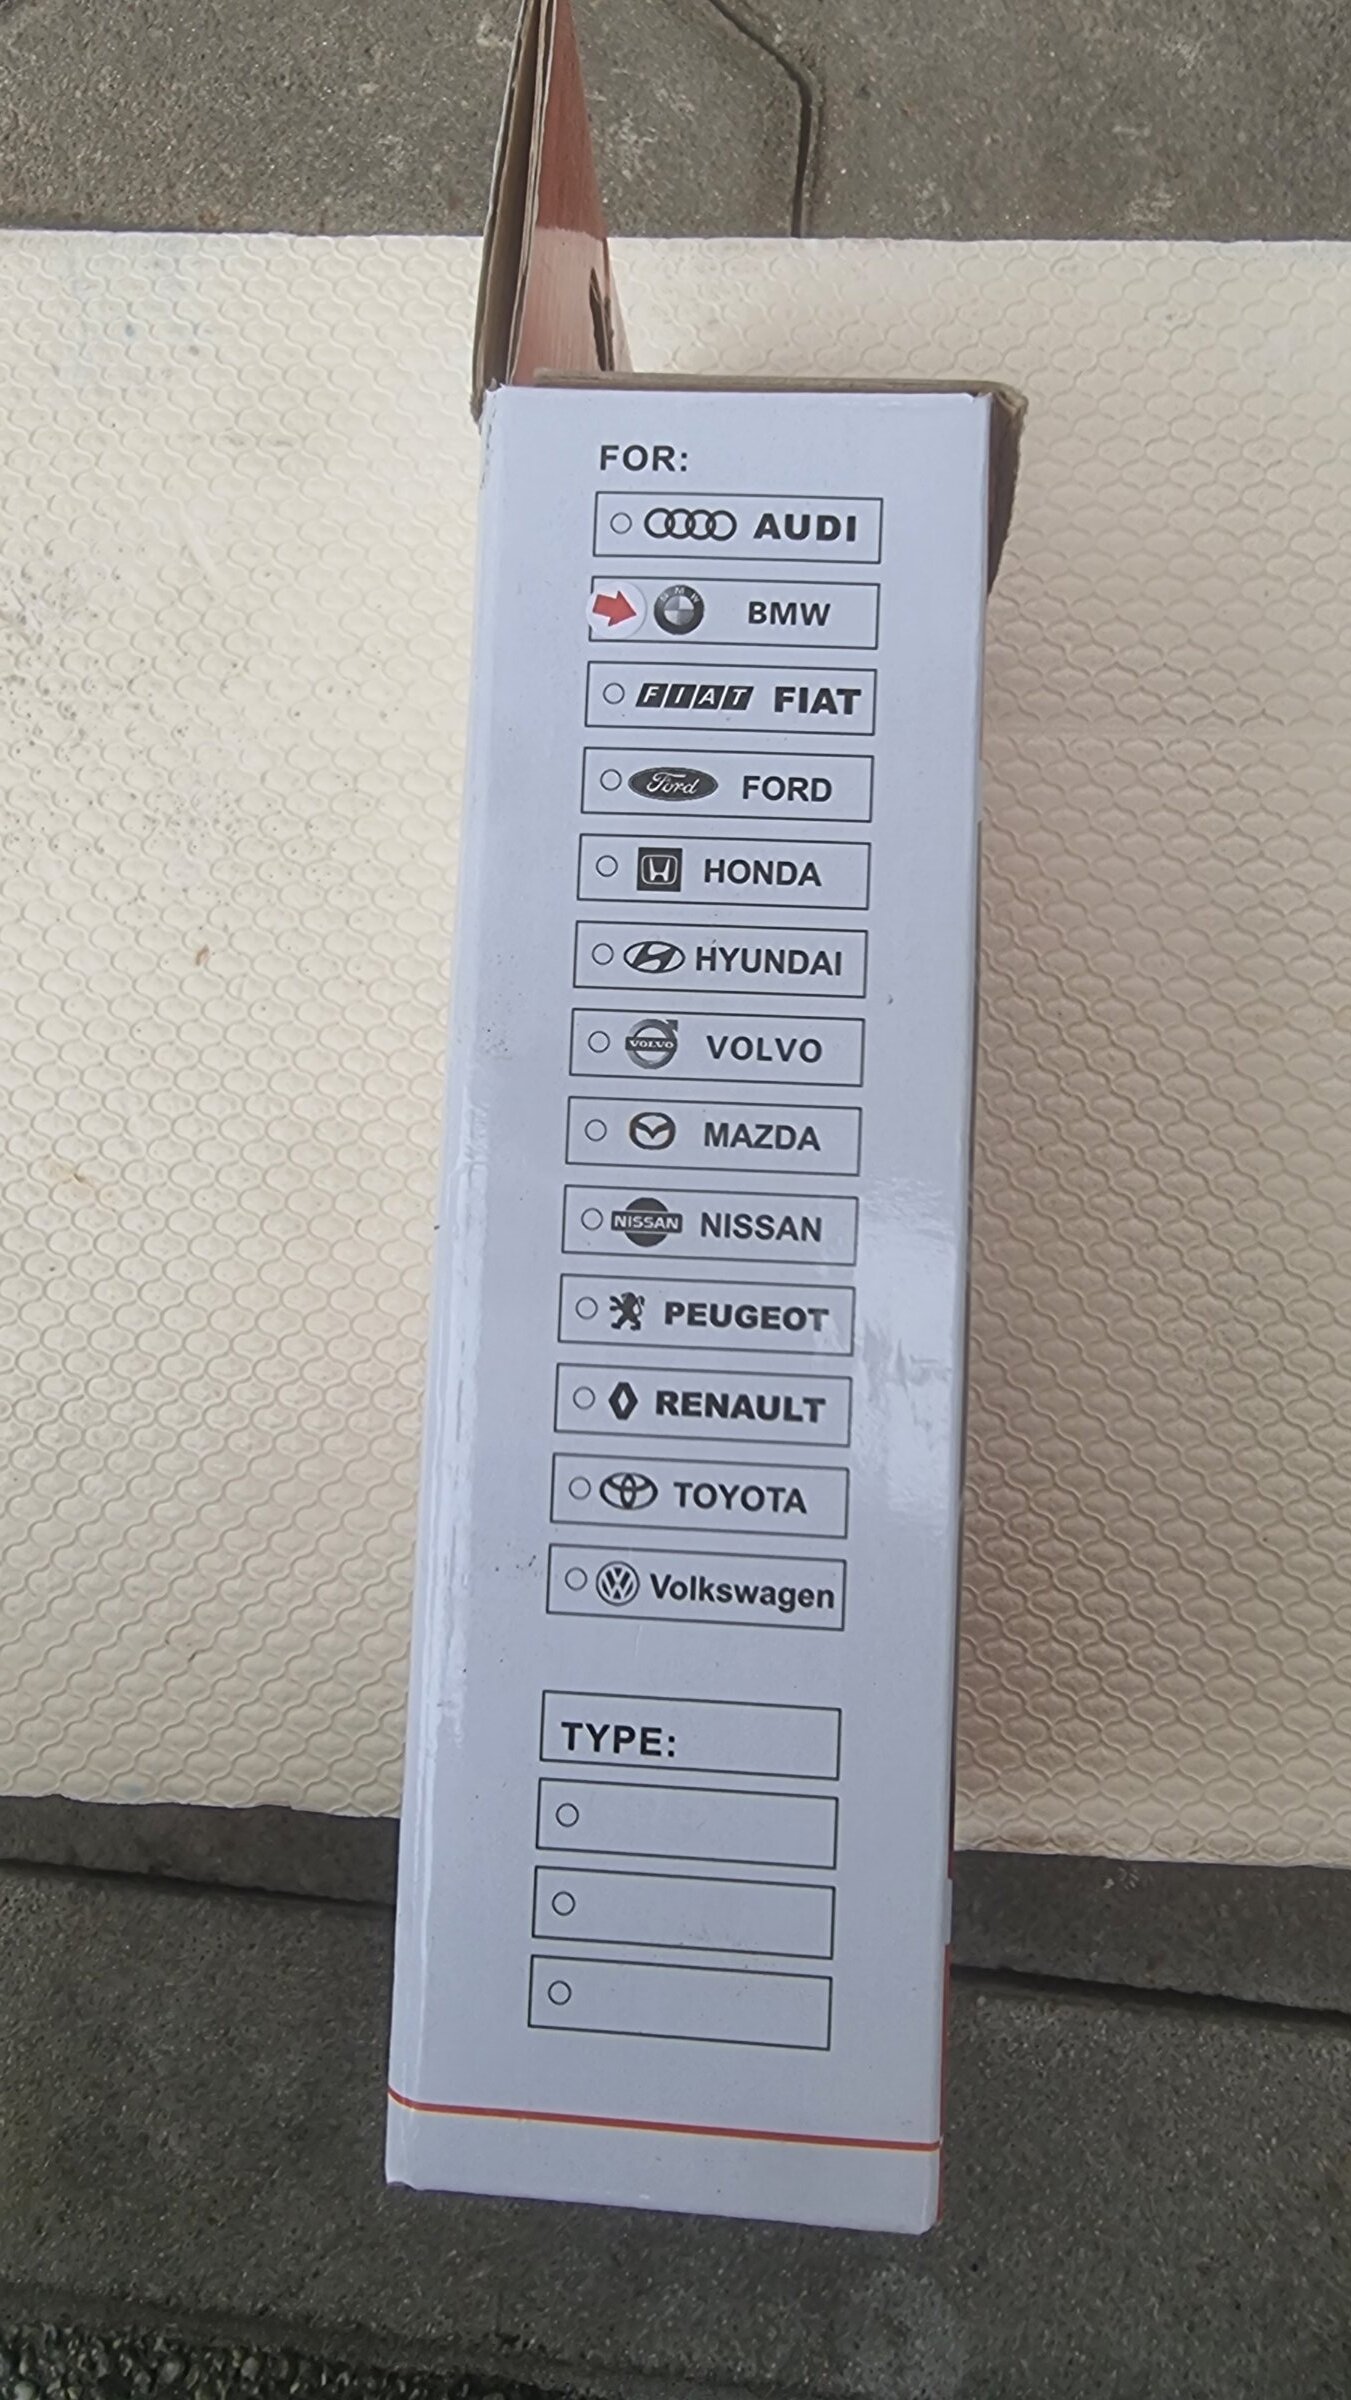 FOR:
AUDI
BMW BMW
FIAT FIAT
Ford FORD
HONDA
HYUNDAI
VOLVO VOLVO
MAZDA
NISSAN NISSAN
PEUGEOT
RENAULT
TOYOTA
Volkswagen
TYPE: